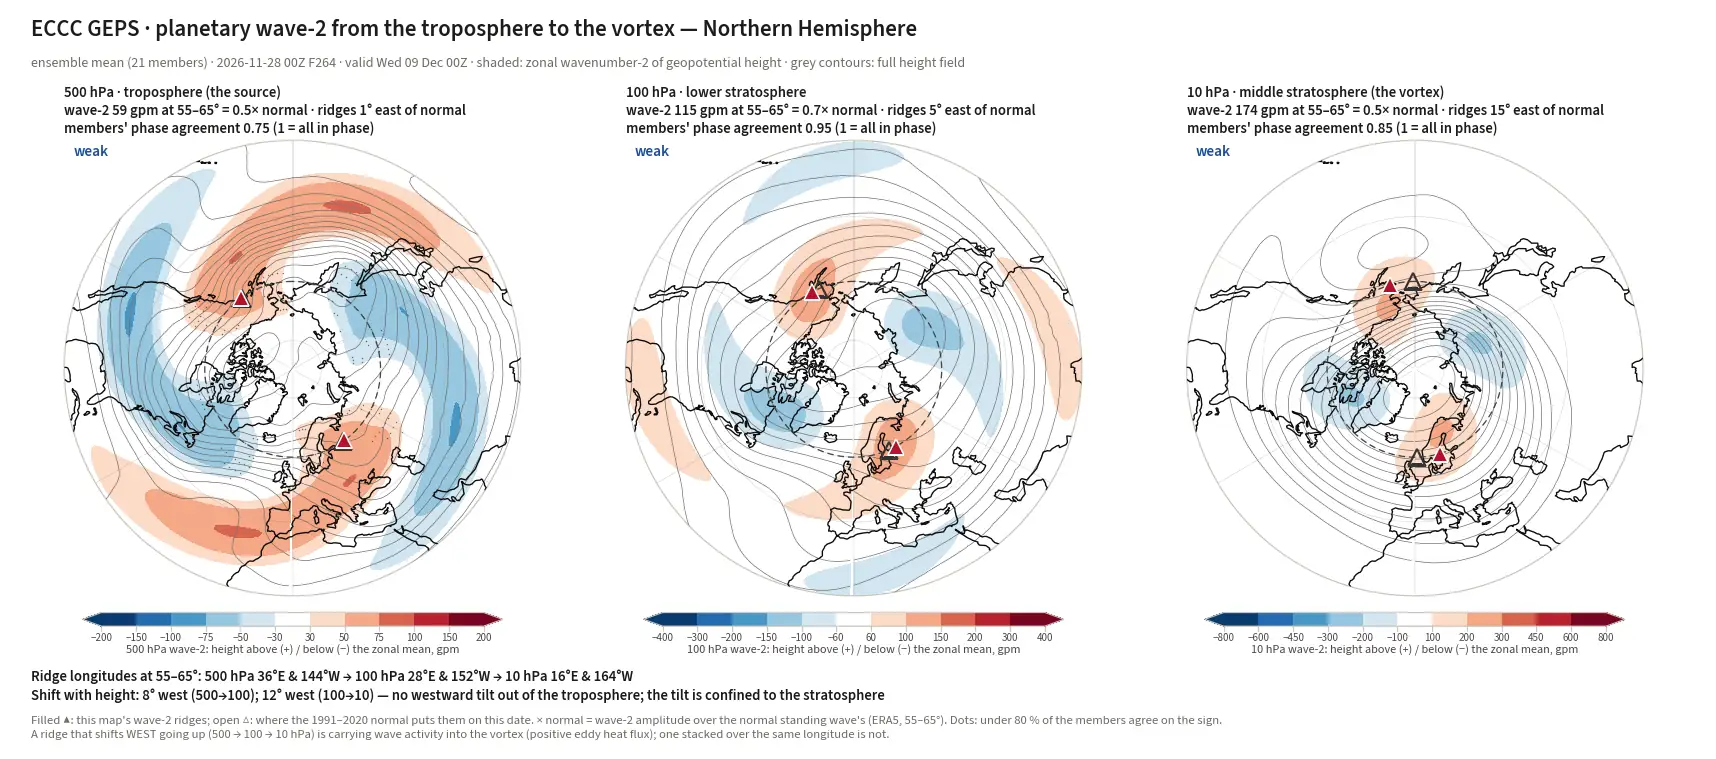 ECCC GEPS · planetary wave-2 from the troposphere to the vortex — Northern Hemisphere
ensemble mean (21 members) · 2026-11-28 00Z F264 · valid Wed 09 Dec 00Z · shaded: zonal wavenumber-2 of geopotential height · grey contours: full height field
500 hPa · troposphere (the source)
wave-2 59 gpm at 55–65° = 0.5× normal · ridges 1° east of normal
members' phase agreement 0.75 (1 = all in phase)
weak
100 hPa · lower stratosphere
wave-2 115 gpm at 55–65° = 0.7× normal · ridges 5° east of normal
members' phase agreement 0.95 (1 = all in phase)
weak
10 hPa · middle stratosphere (the vortex)
wave-2 174 gpm at 55–65° = 0.5× normal · ridges 15° east of normal
members' phase agreement 0.85 (1 = all in phase)
weak
−200 −150 −100 −75 −50 −30 30 50 75 100 150 200
500 hPa wave-2: height above (+) / below (−) the zonal mean, gpm
−400 −300 −200 −150 −100 −60 60 100 150 200 300 400
100 hPa wave-2: height above (+) / below (−) the zonal mean, gpm
−800 −600 −450 −300 −200 −100 100 200 300 450 600 800
10 hPa wave-2: height above (+) / below (−) the zonal mean, gpm
Ridge longitudes at 55–65°: 500 hPa 36°E & 144°W → 100 hPa 28°E & 152°W → 10 hPa 16°E & 164°W
Shift with height: 8° west (500→100); 12° west (100→10) — no westward tilt out of the troposphere; the tilt is confined to the stratosphere
Filled ▲: this map's wave-2 ridges; open △: where the 1991–2020 normal puts them on this date. × normal = wave-2 amplitude over the normal standing wave's (ERA5, 55–65°). Dots: under 80 % of the members agree on the sign.
A ridge that shifts WEST going up (500 → 100 → 10 hPa) is carrying wave activity into the vortex (positive eddy heat flux); one stacked over the same longitude is not.